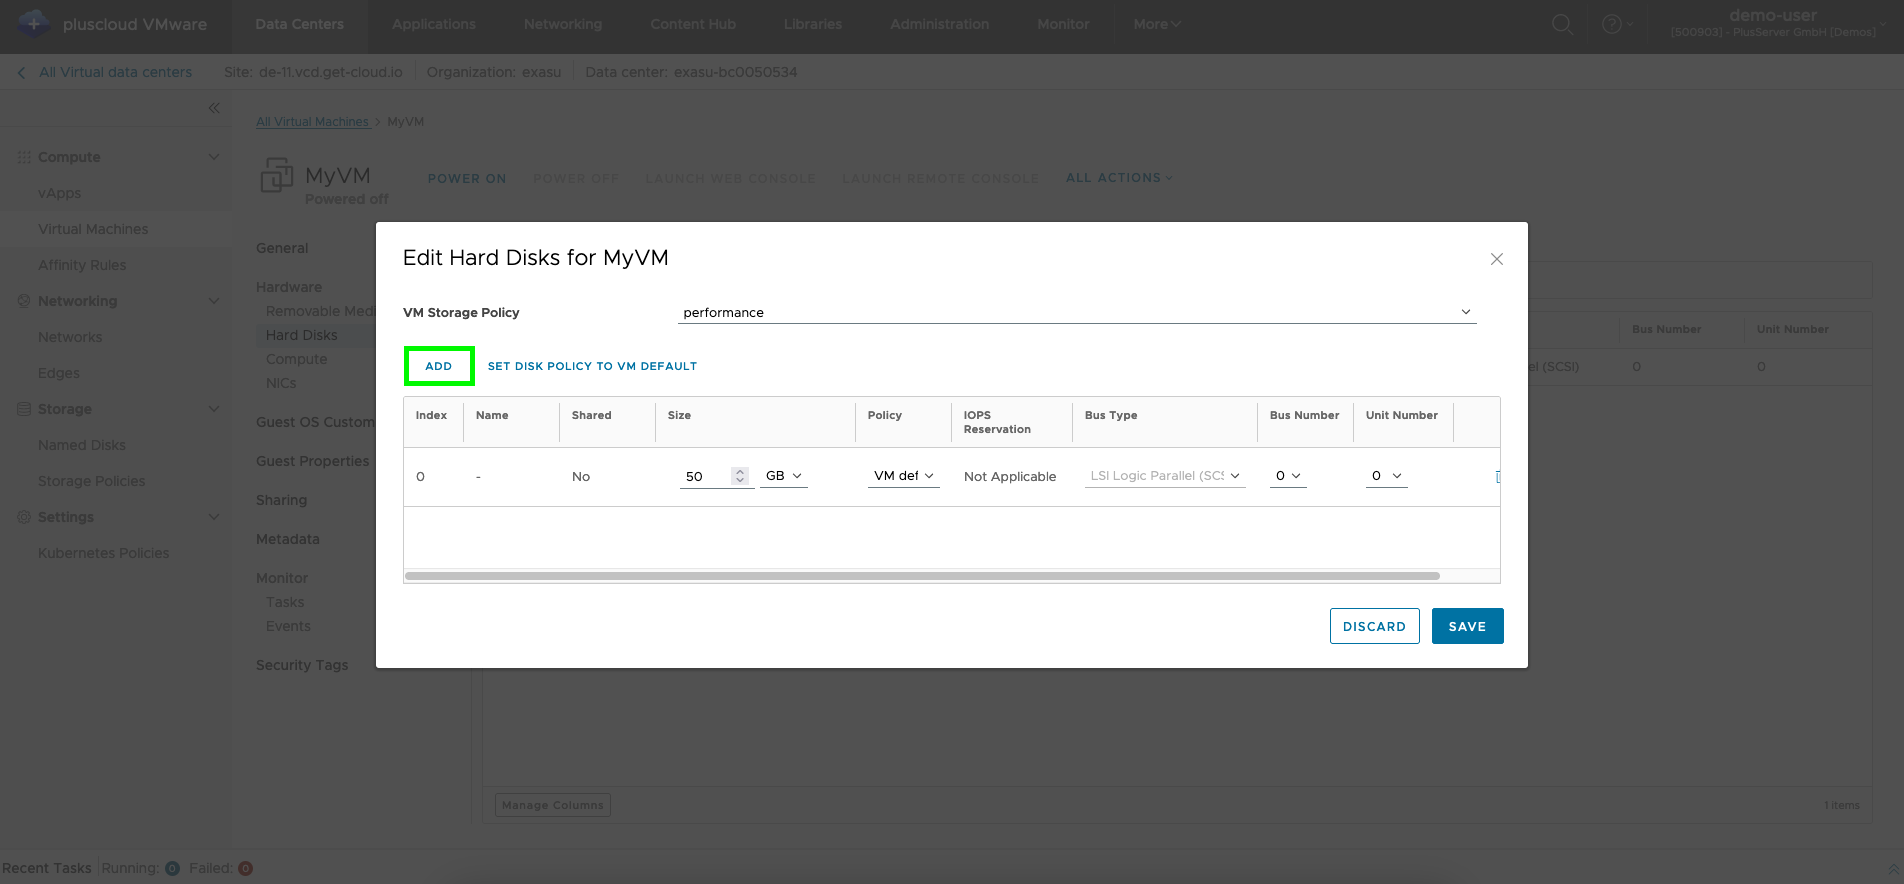 pluscloud VMware
Data Centers
Applications
Networking
Content Hub
Libraries
Administration
Monitor
More
demo-user
[500903] - PlusServer GmbH [Demos]
All Virtual data centers
Site: de-11.vcd.get-cloud.io
Organization: exasu
Data center: exasu-bc0050534
All Virtual Machines > MyVM
Compute
vApps
Virtual Machines
Affinity Rules
Networking
Networks
Edges
Storage
Named Disks
Storage Policies
Settings
Kubernetes Policies
MyVM
Powered off
POWER ON
POWER OFF
LAUNCH WEB CONSOLE
LAUNCH REMOTE CONSOLE
ALL ACTIONS
General
Hardware
Removable Medi
Hard Disks
Compute
NICs
Guest OS Custom
Guest Properties
Sharing
Metadata
Monitor
Tasks
Events
Security Tags
Edit Hard Disks for MyVM
VM Storage Policy
performance
ADD
SET DISK POLICY TO VM DEFAULT
Index Name Shared Size Policy IOPS Reservation Bus Type Bus Number Unit Number
0 - No 50 GB VM def Not Applicable LSI Logic Parallel (SCS 0 0
DISCARD
SAVE
Bus Number
Unit Number
el (SCSI)
0
0
Manage Columns
1 items
Recent Tasks
Running: 0
Failed: 0